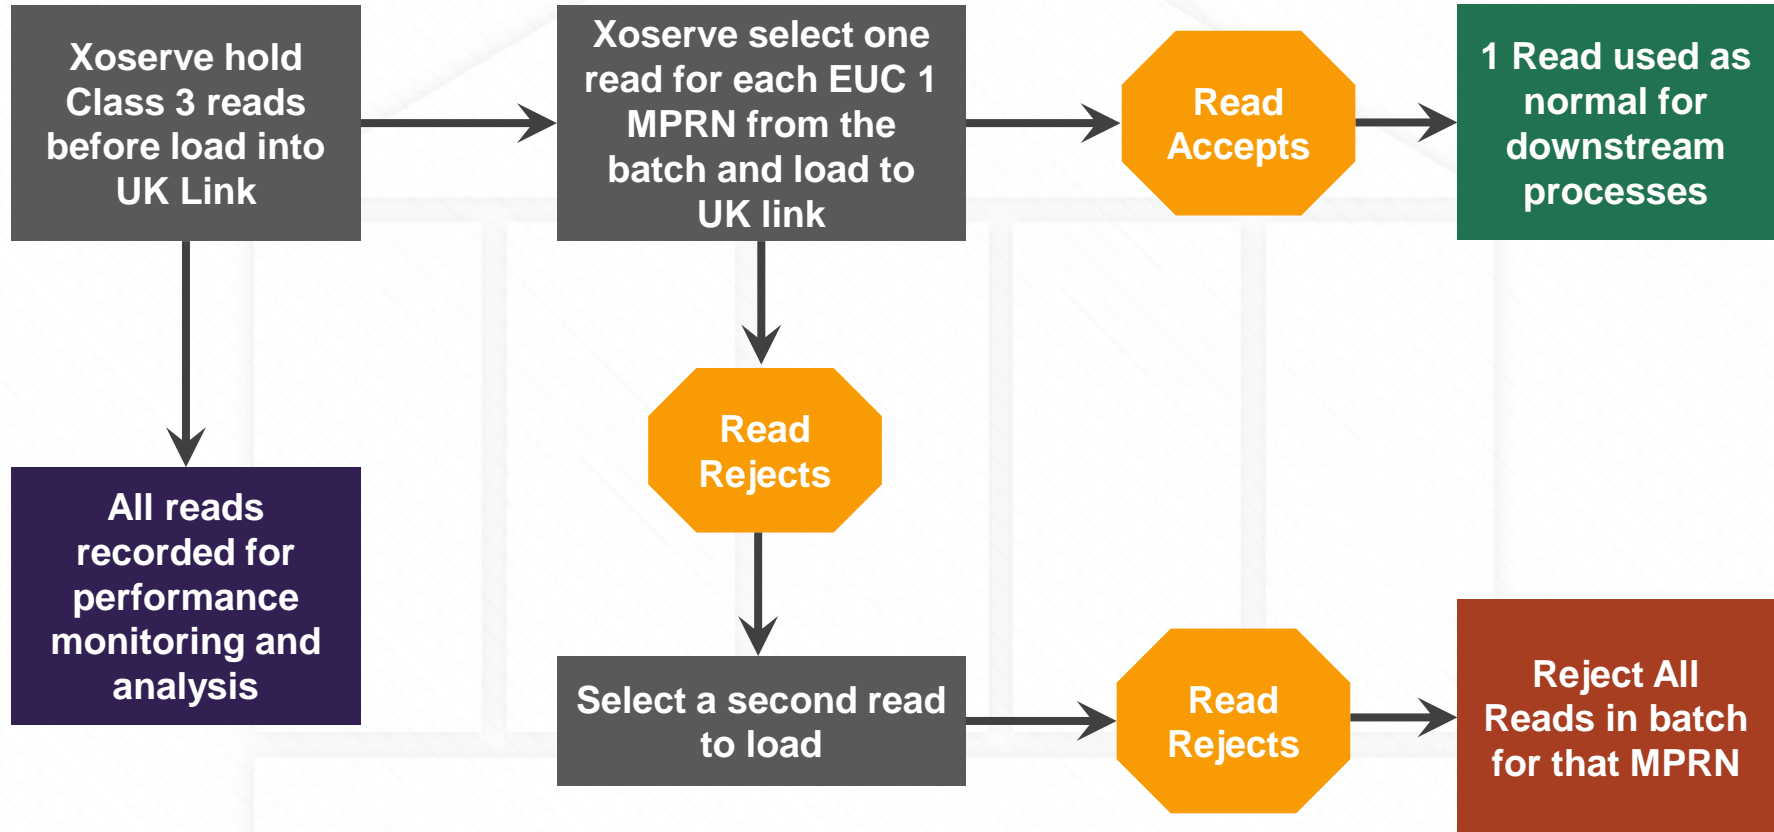 Xoserve hold
Class 3 reads
before load into
UK Link
Xoserve select one
read for each EUC 1
MPRN from the
batch and load to
UK link
Read
Accepts
1 Read used as
normal for
downstream
processes
Read
Rejects
All reads
recorded for
performance
monitoring and
analysis
Select a second read
to load
Read
Rejects
Reject All
Reads in batch
for that MPRN